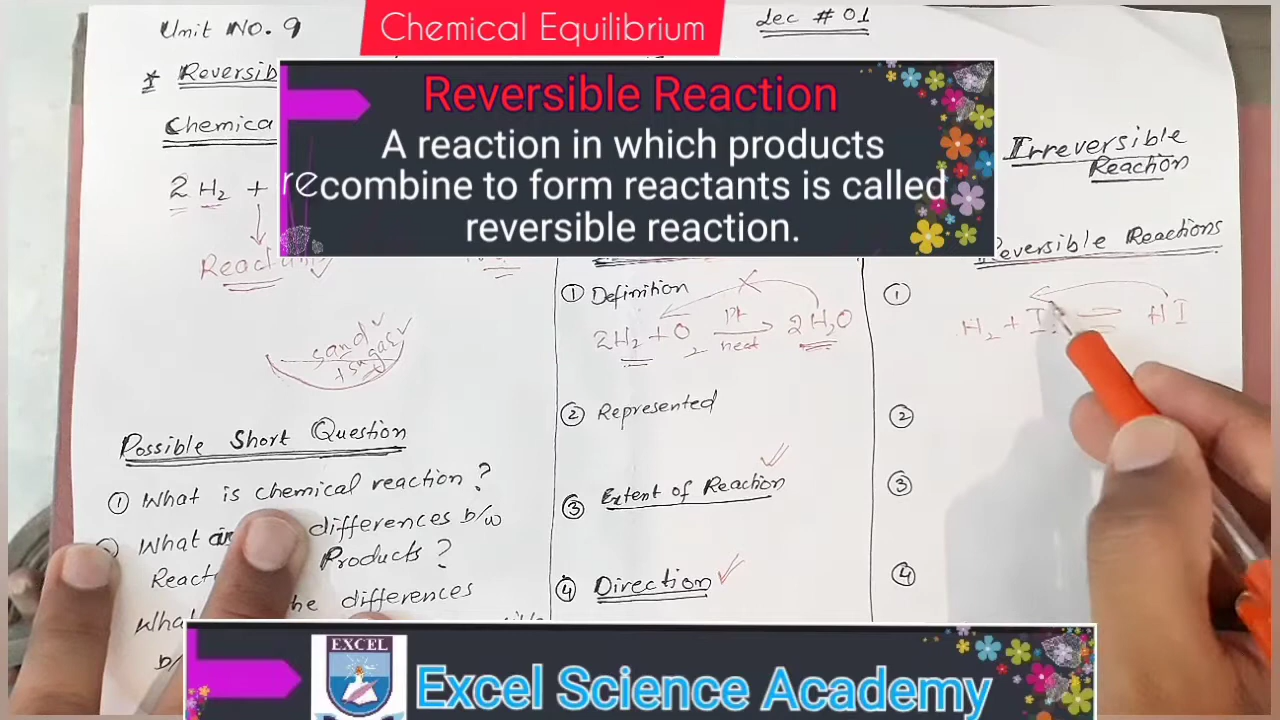 Unit No. 9
Chemical Equilibrium
Lec # 01
Reversible Reaction
A reaction in which products
recombine to form reactants is called
reversible reaction.
2 H₂ +
Reactants
sand
+ sugar
Possible Short Question
① What is chemical reaction ?
What differences b/w
Products ?
the differences
① Definition
2H₂ + O₂ Pt heat → 2H₂O
② Represented
③ Extent of Reaction
④ Direction
Irreversible
Reaction
Reversible Reactions
①
H₂ + I₂ ⇌ HI
②
③
④
EXCEL
Excel Science Academy